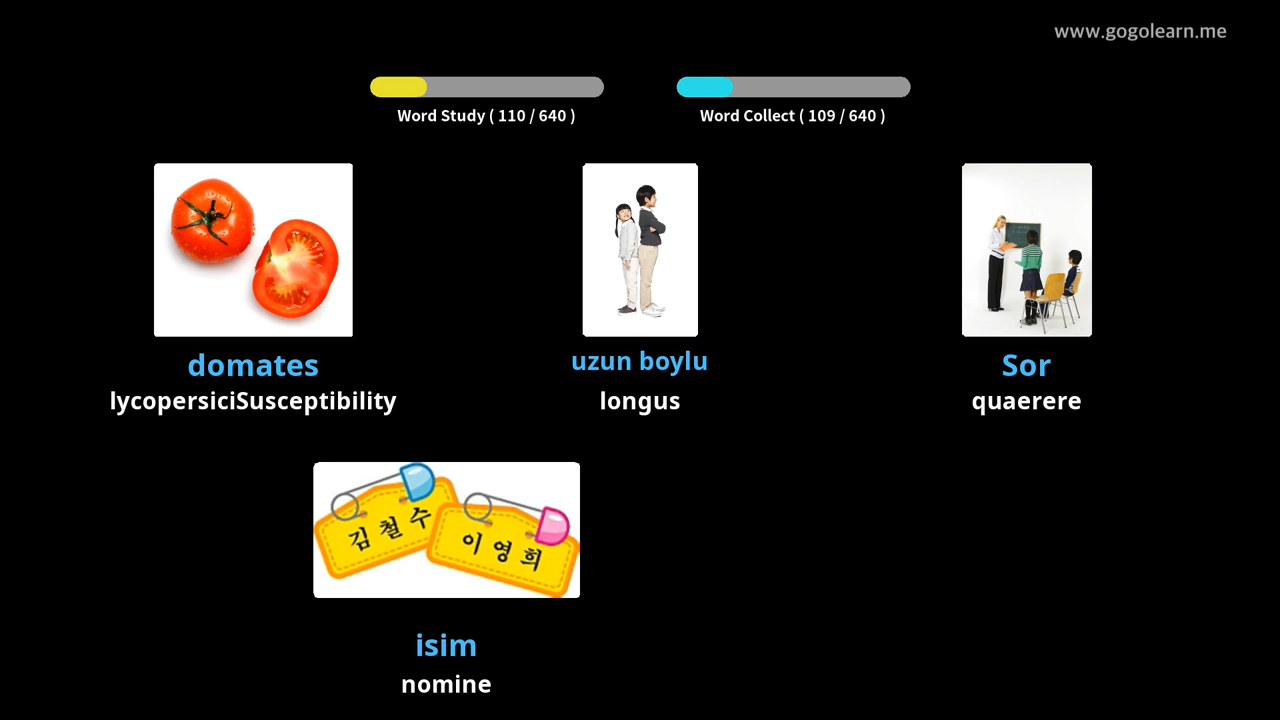 www.gogolearn.me
Word Study ( 110 / 640 )
Word Collect ( 109 / 640 )
domates
lycopersiciSusceptibility
uzun boylu
longus
Sor
quaerere
김철수
이영희
isim
nomine